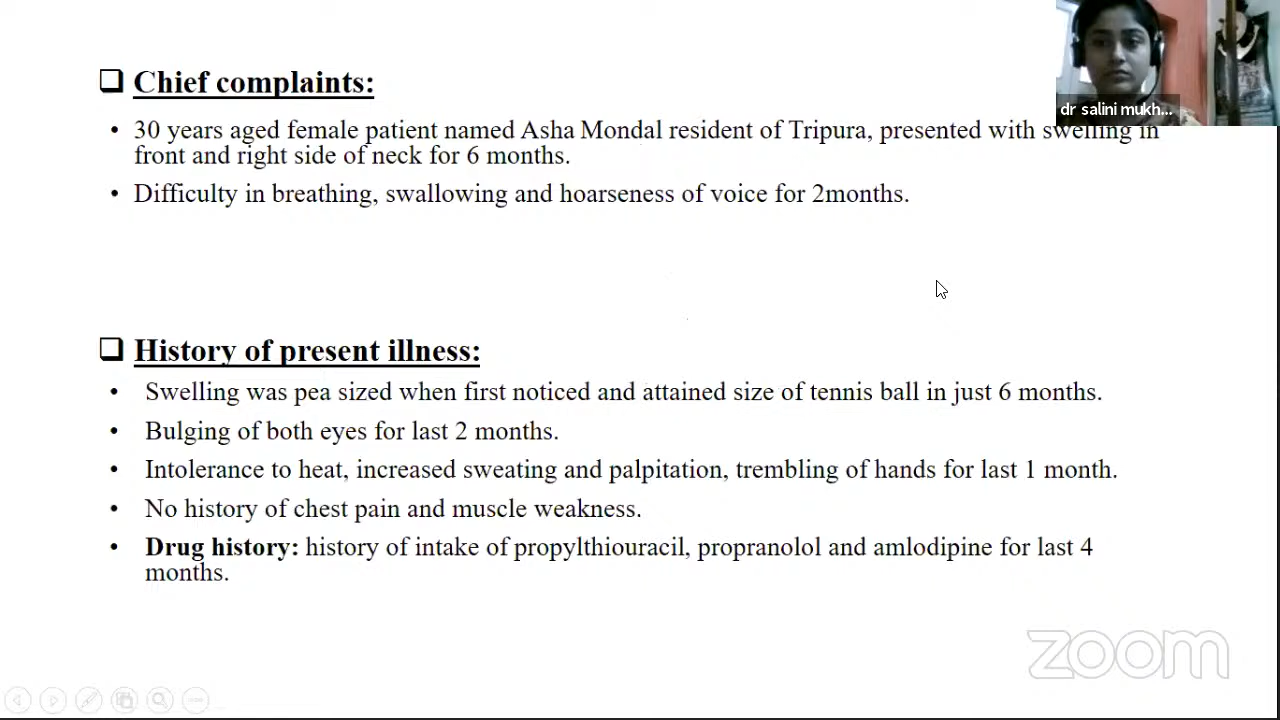 dr salini mukh...
❑ Chief complaints:
• 30 years aged female patient named Asha Mondal resident of Tripura, presented with swelling in
front and right side of neck for 6 months.
• Difficulty in breathing, swallowing and hoarseness of voice for 2months.
❑ History of present illness:
• Swelling was pea sized when first noticed and attained size of tennis ball in just 6 months.
• Bulging of both eyes for last 2 months.
• Intolerance to heat, increased sweating and palpitation, trembling of hands for last 1 month.
• No history of chest pain and muscle weakness.
• Drug history: history of intake of propylthiouracil, propranolol and amlodipine for last 4
months.
zoom